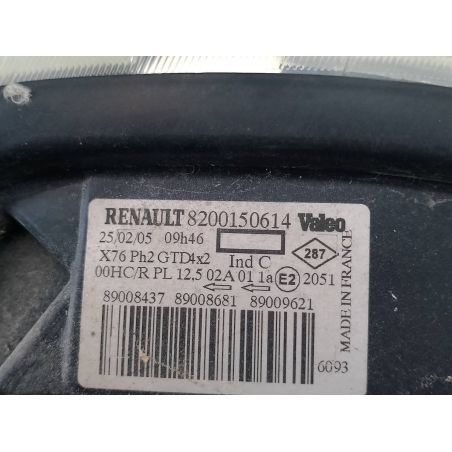 RENAULT 8200150614 Valeo
25/02/05 09h46
X76 Ph2 GTD4x2 Ind C 287
00HC/R PL 12,5 02A 01 1a E2 2051
89008437 89008681 89009621
6093
MADE IN FRANCE